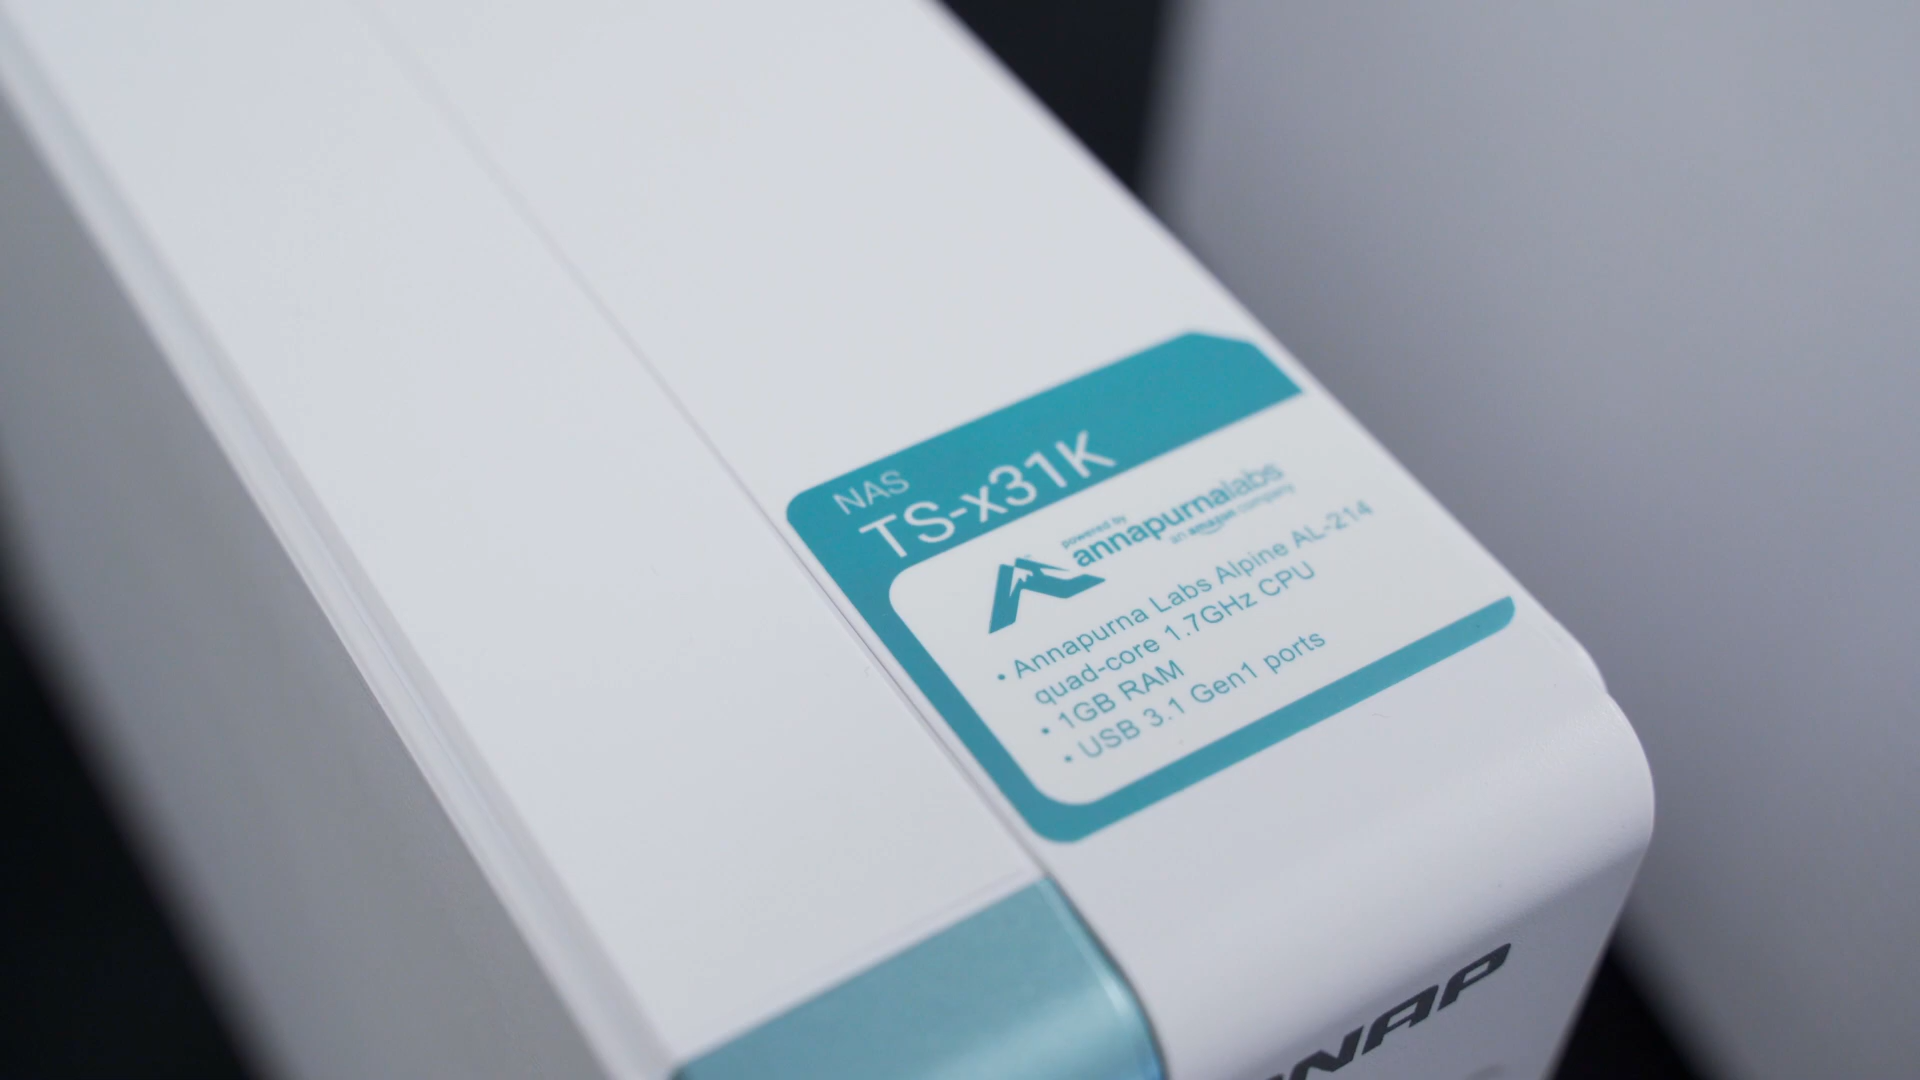 NAS
TS-x31K
powered by
annapurnalabs
an amazon company
• Annapurna Labs Alpine AL-214
quad-core 1.7GHz CPU
• 1GB RAM
• USB 3.1 Gen1 ports
QNAP